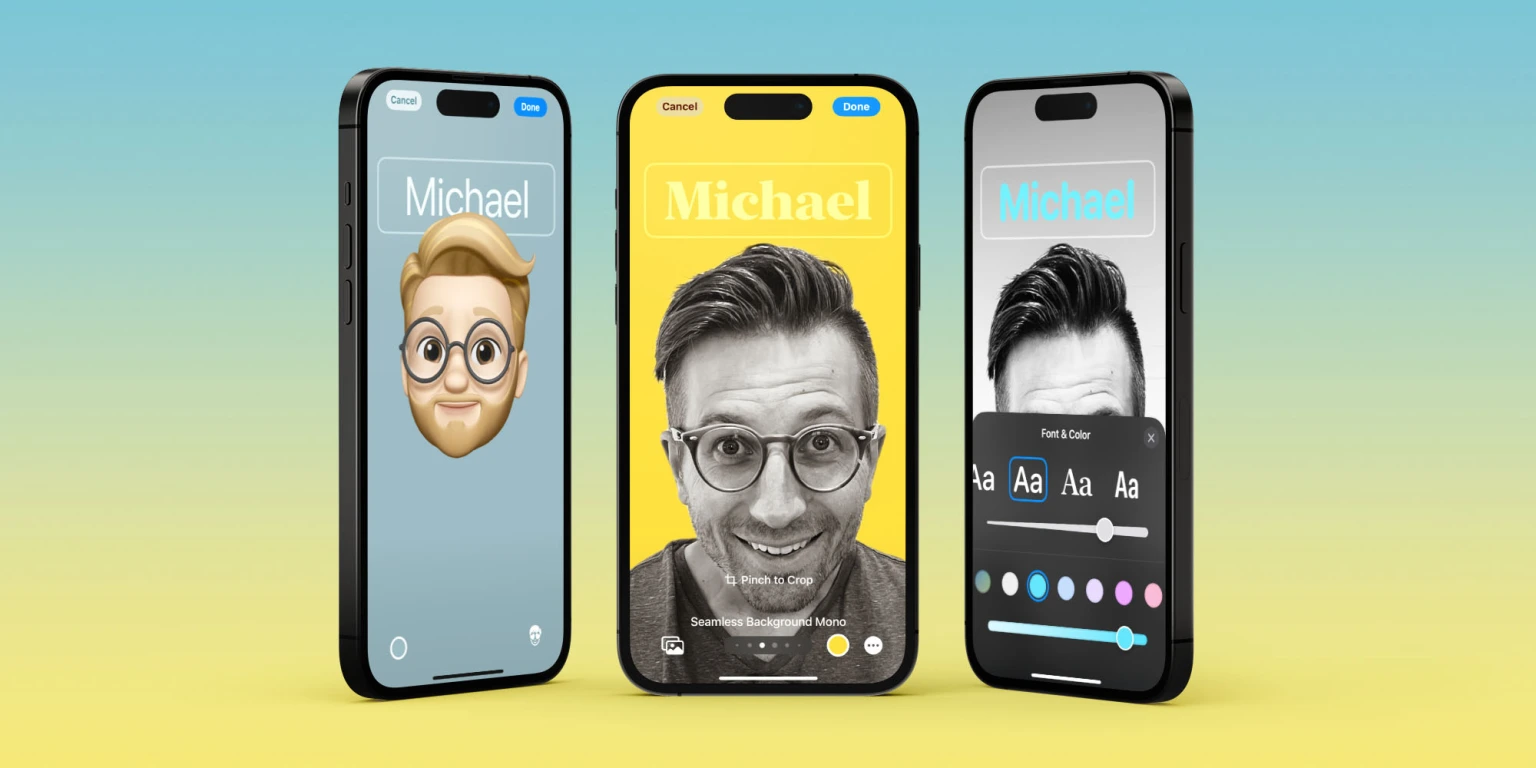 Cancel
Done
Michael
Cancel
Done
Michael
Pinch to Crop
Seamless Background Mono
Michael
Font & Color
Aa Aa Aa Aa